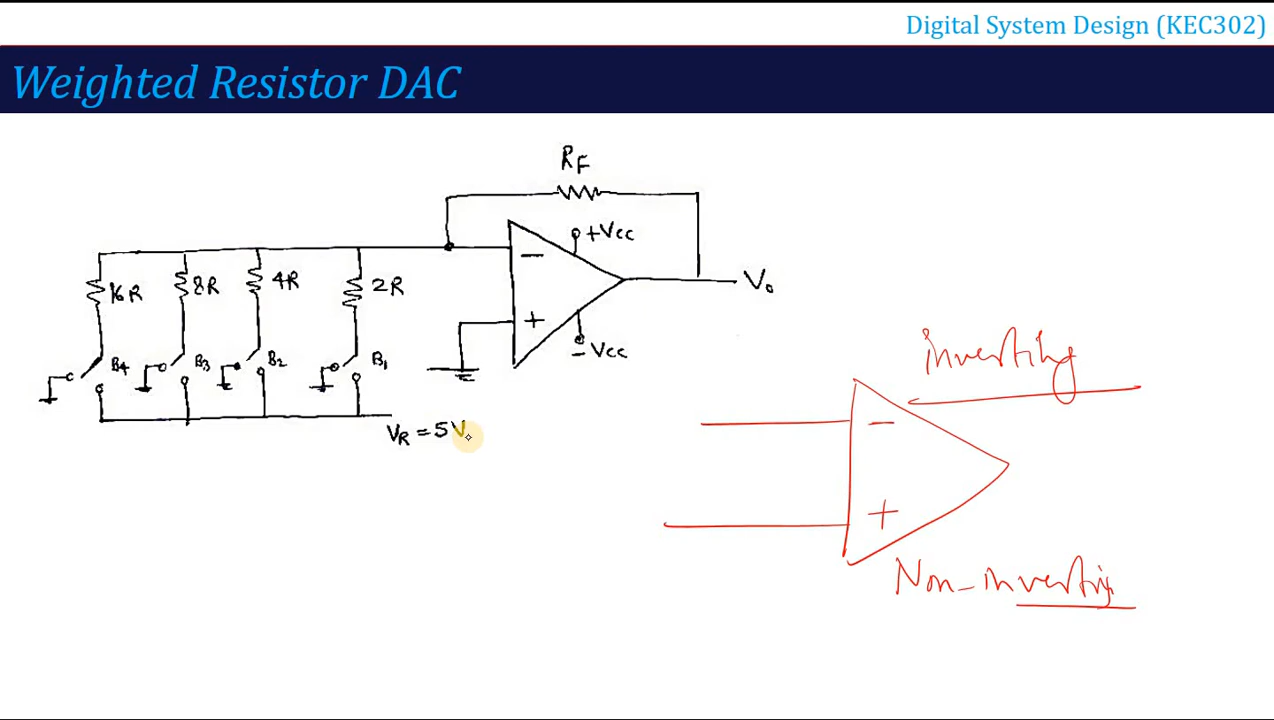 Digital System Design (KEC302)
Weighted Resistor DAC
RF
+Vcc
16R 8R 4R 2R
−
+
Vo
−Vcc
B4 B3 B2 B1
VR = 5V
inverting
−
+
Non-inverting